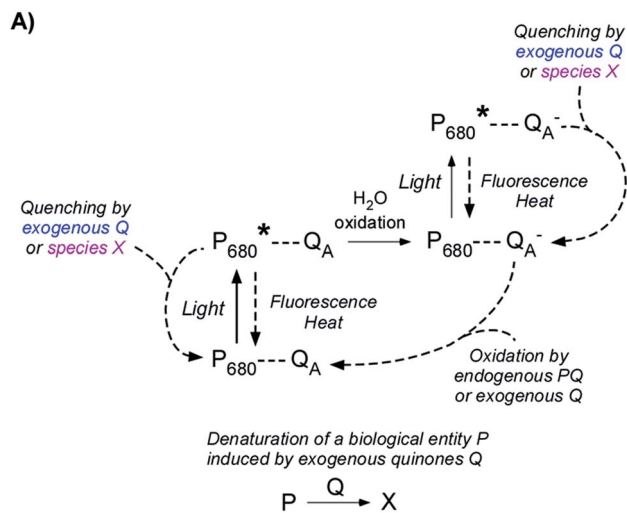 A)
Quenching by
exogenous Q
or species X
P680* --- QA-
Light
Fluorescence
Heat
Quenching by
exogenous Q
or species X
H2O
oxidation
P680* --- QA
P680 --- QA-
Light
Fluorescence
Heat
P680 --- QA
Oxidation by
endogenous PQ
or exogenous Q
Denaturation of a biological entity P
induced by exogenous quinones Q
Q
P → X